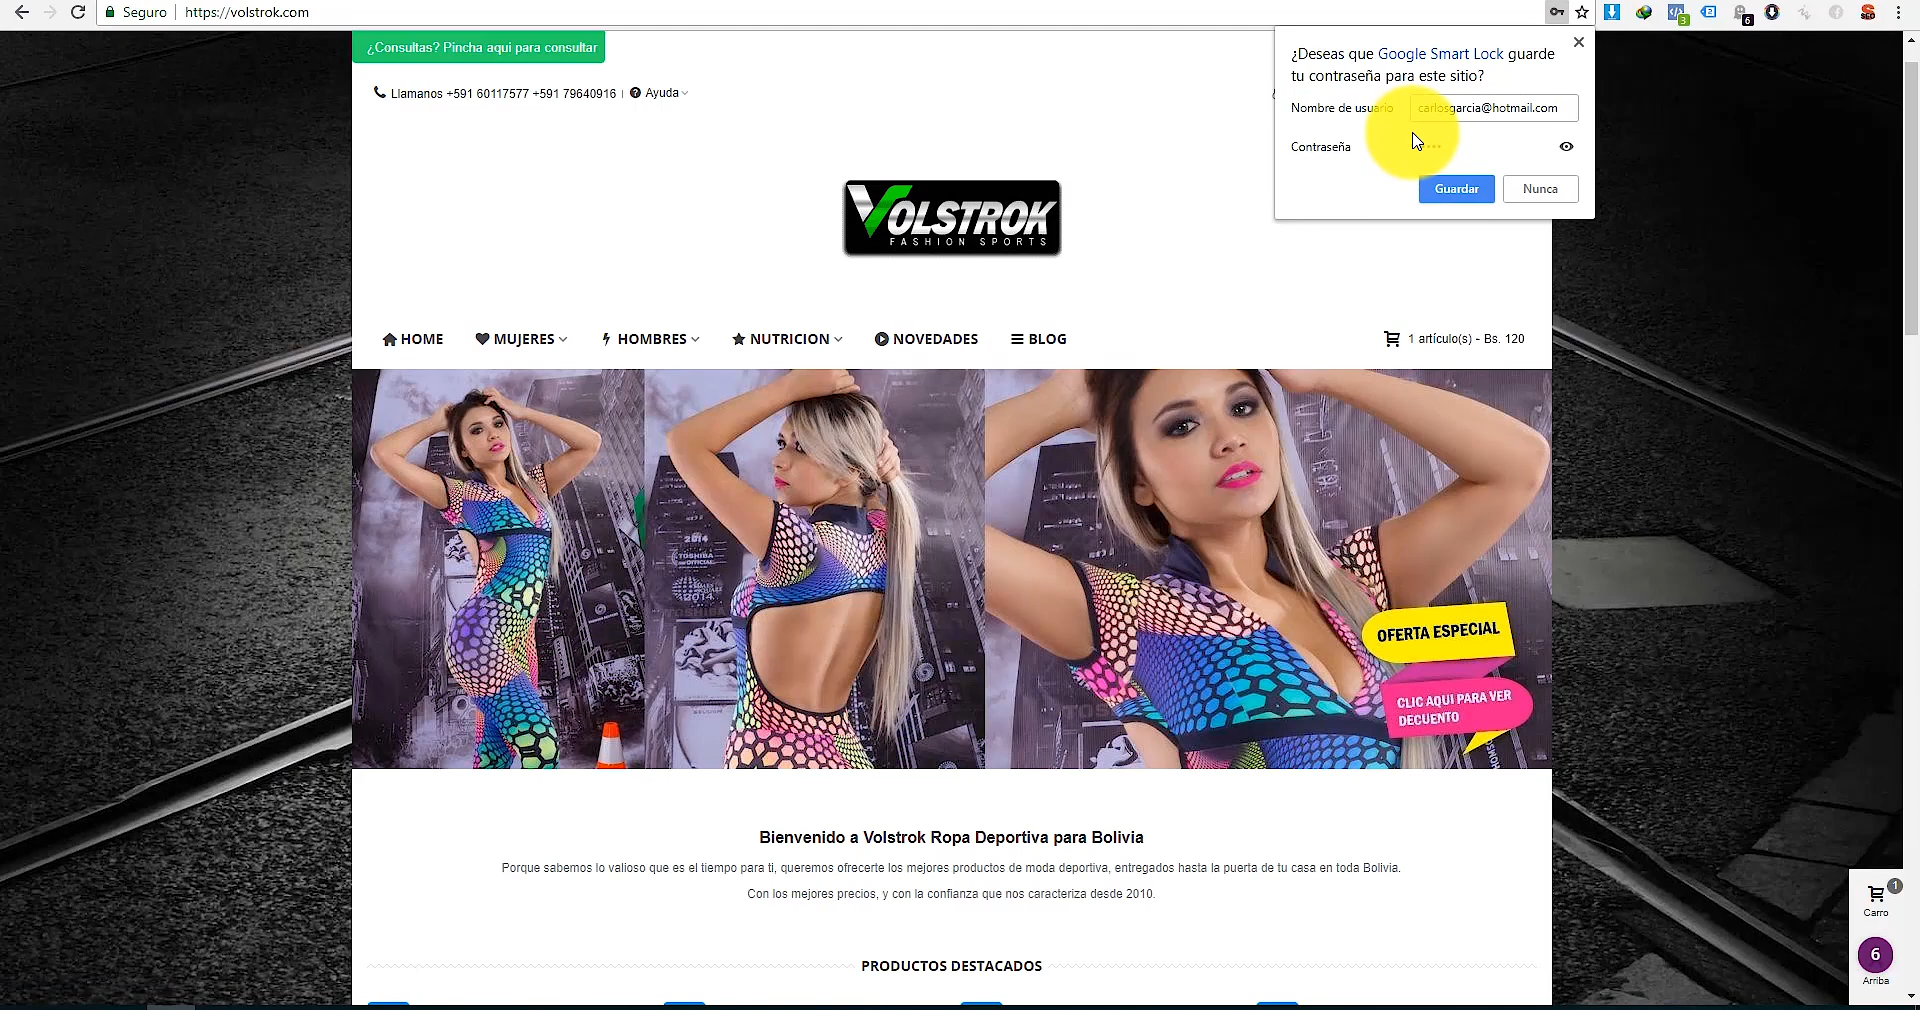 Seguro
https://volstrok.com
3
6
¿Consultas? Pincha aqui para consultar
Llamanos +591 60117577 +591 79640916 | Ayuda
¿Deseas que Google Smart Lock guarde
tu contraseña para este sitio?
Nombre de usuario carlosgarcia@hotmail.com
Contraseña
Guardar Nunca
VOLSTROK
FASHION SPORTS
HOME MUJERES HOMBRES NUTRICION NOVEDADES BLOG
1 artículo(s) - Bs. 120
2014
TOSHIBA
2014
OFERTA ESPECIAL
CLIC AQUI PARA VER
DECUENTO
Bienvenido a Volstrok Ropa Deportiva para Bolivia
Porque sabemos lo valioso que es el tiempo para ti, queremos ofrecerte los mejores productos de moda deportiva, entregados hasta la puerta de tu casa en toda Bolivia.
Con los mejores precios, y con la confianza que nos caracteriza desde 2010.
PRODUCTOS DESTACADOS
1
Carro
6
Arriba